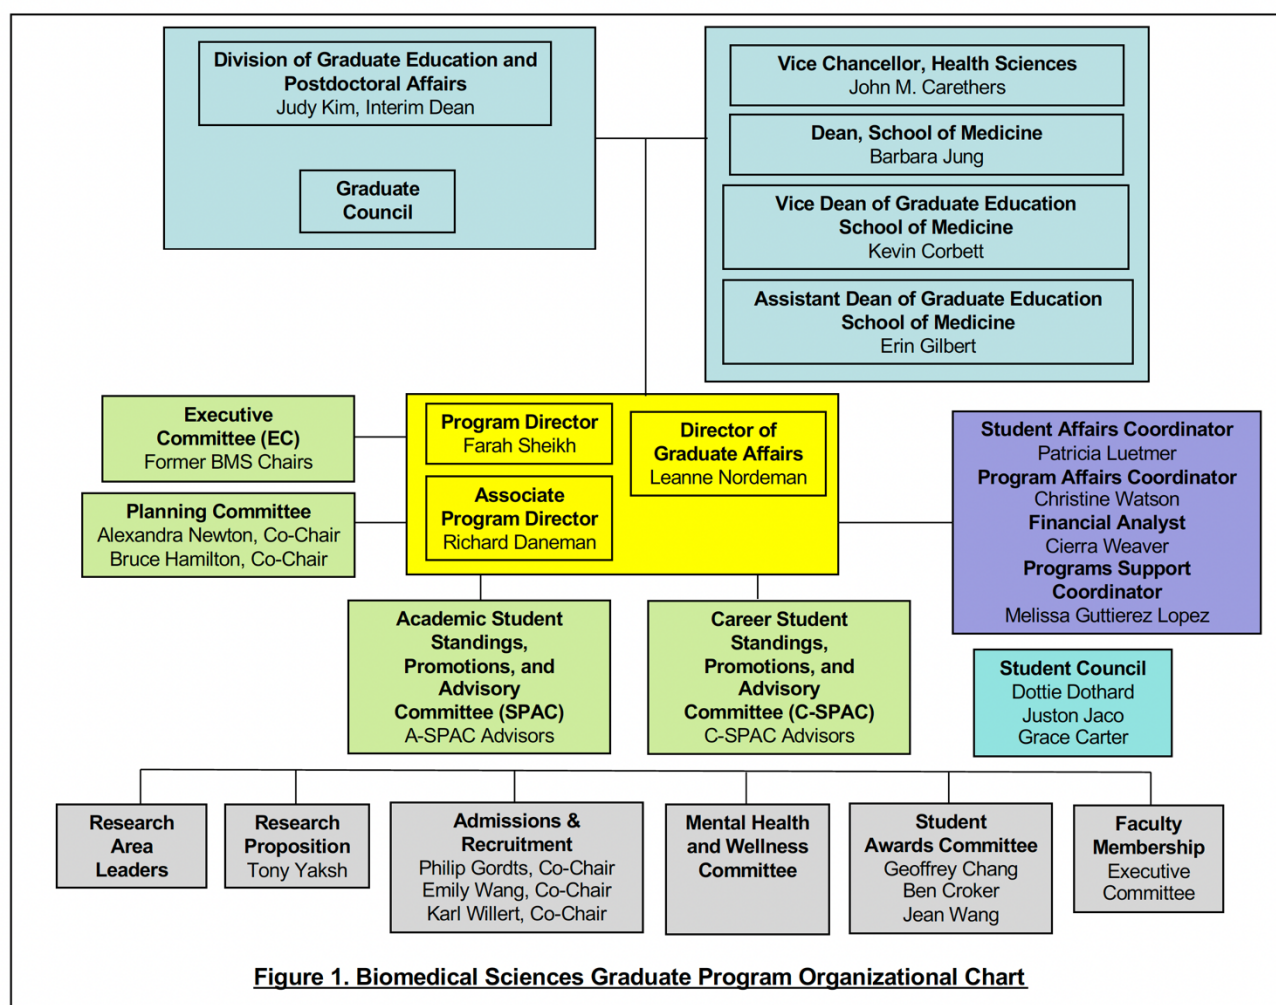 Division of Graduate Education and
Postdoctoral Affairs
Judy Kim, Interim Dean
Graduate
Council
Vice Chancellor, Health Sciences
John M. Carethers
Dean, School of Medicine
Barbara Jung
Vice Dean of Graduate Education
School of Medicine
Kevin Corbett
Assistant Dean of Graduate Education
School of Medicine
Erin Gilbert
Executive
Committee (EC)
Former BMS Chairs
Planning Committee
Alexandra Newton, Co-Chair
Bruce Hamilton, Co-Chair
Program Director
Farah Sheikh
Associate
Program Director
Richard Daneman
Director of
Graduate Affairs
Leanne Nordeman
Student Affairs Coordinator
Patricia Luetmer
Program Affairs Coordinator
Christine Watson
Financial Analyst
Cierra Weaver
Programs Support
Coordinator
Melissa Guttierez Lopez
Academic Student
Standings,
Promotions, and
Advisory
Committee (SPAC)
A-SPAC Advisors
Career Student
Standings,
Promotions, and
Advisory
Committee (C-SPAC)
C-SPAC Advisors
Student Council
Dottie Dothard
Juston Jaco
Grace Carter
Research
Area
Leaders
Research
Proposition
Tony Yaksh
Admissions &
Recruitment
Philip Gordts, Co-Chair
Emily Wang, Co-Chair
Karl Willert, Co-Chair
Mental Health
and Wellness
Committee
Student
Awards Committee
Geoffrey Chang
Ben Croker
Jean Wang
Faculty
Membership
Executive
Committee
Figure 1. Biomedical Sciences Graduate Program Organizational Chart